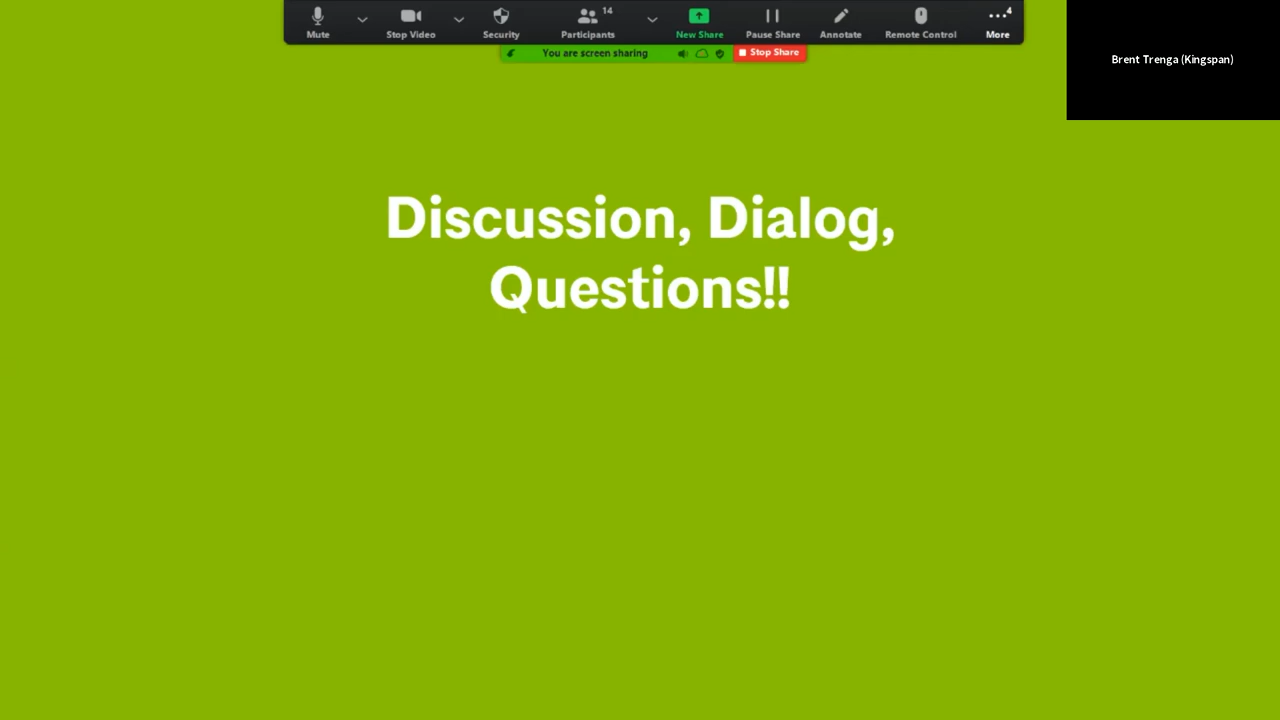 14
4
Mute
Stop Video
Security
Participants
New Share
Pause Share
Annotate
Remote Control
More
You are screen sharing
Stop Share
Brent Trenga (Kingspan)
Discussion, Dialog,
Questions!!